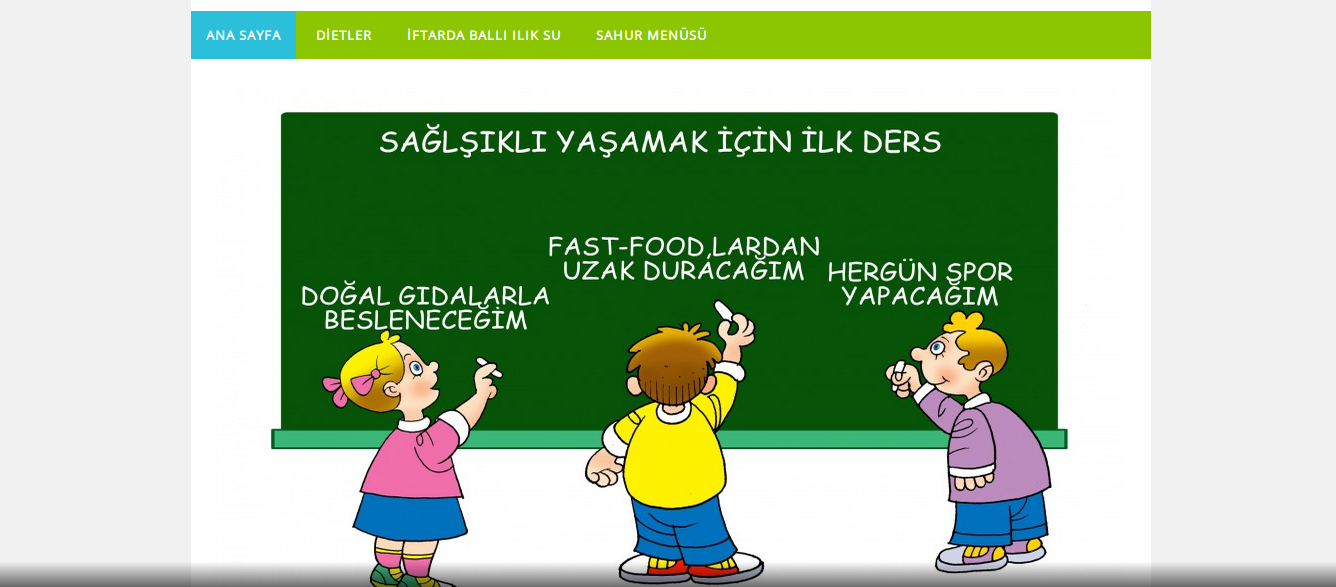 ANA SAYFA
DİETLER
İFTARDA BALLI ILIK SU
SAHUR MENÜSÜ
SAĞLŞIKLI YAŞAMAK İÇİN İLK DERS
FAST-FOOD,LARDAN
UZAK DURACAĞIM
HERGÜN SPOR
YAPACAĞIM
DOĞAL GIDALARLA
BESLENECEĞİM